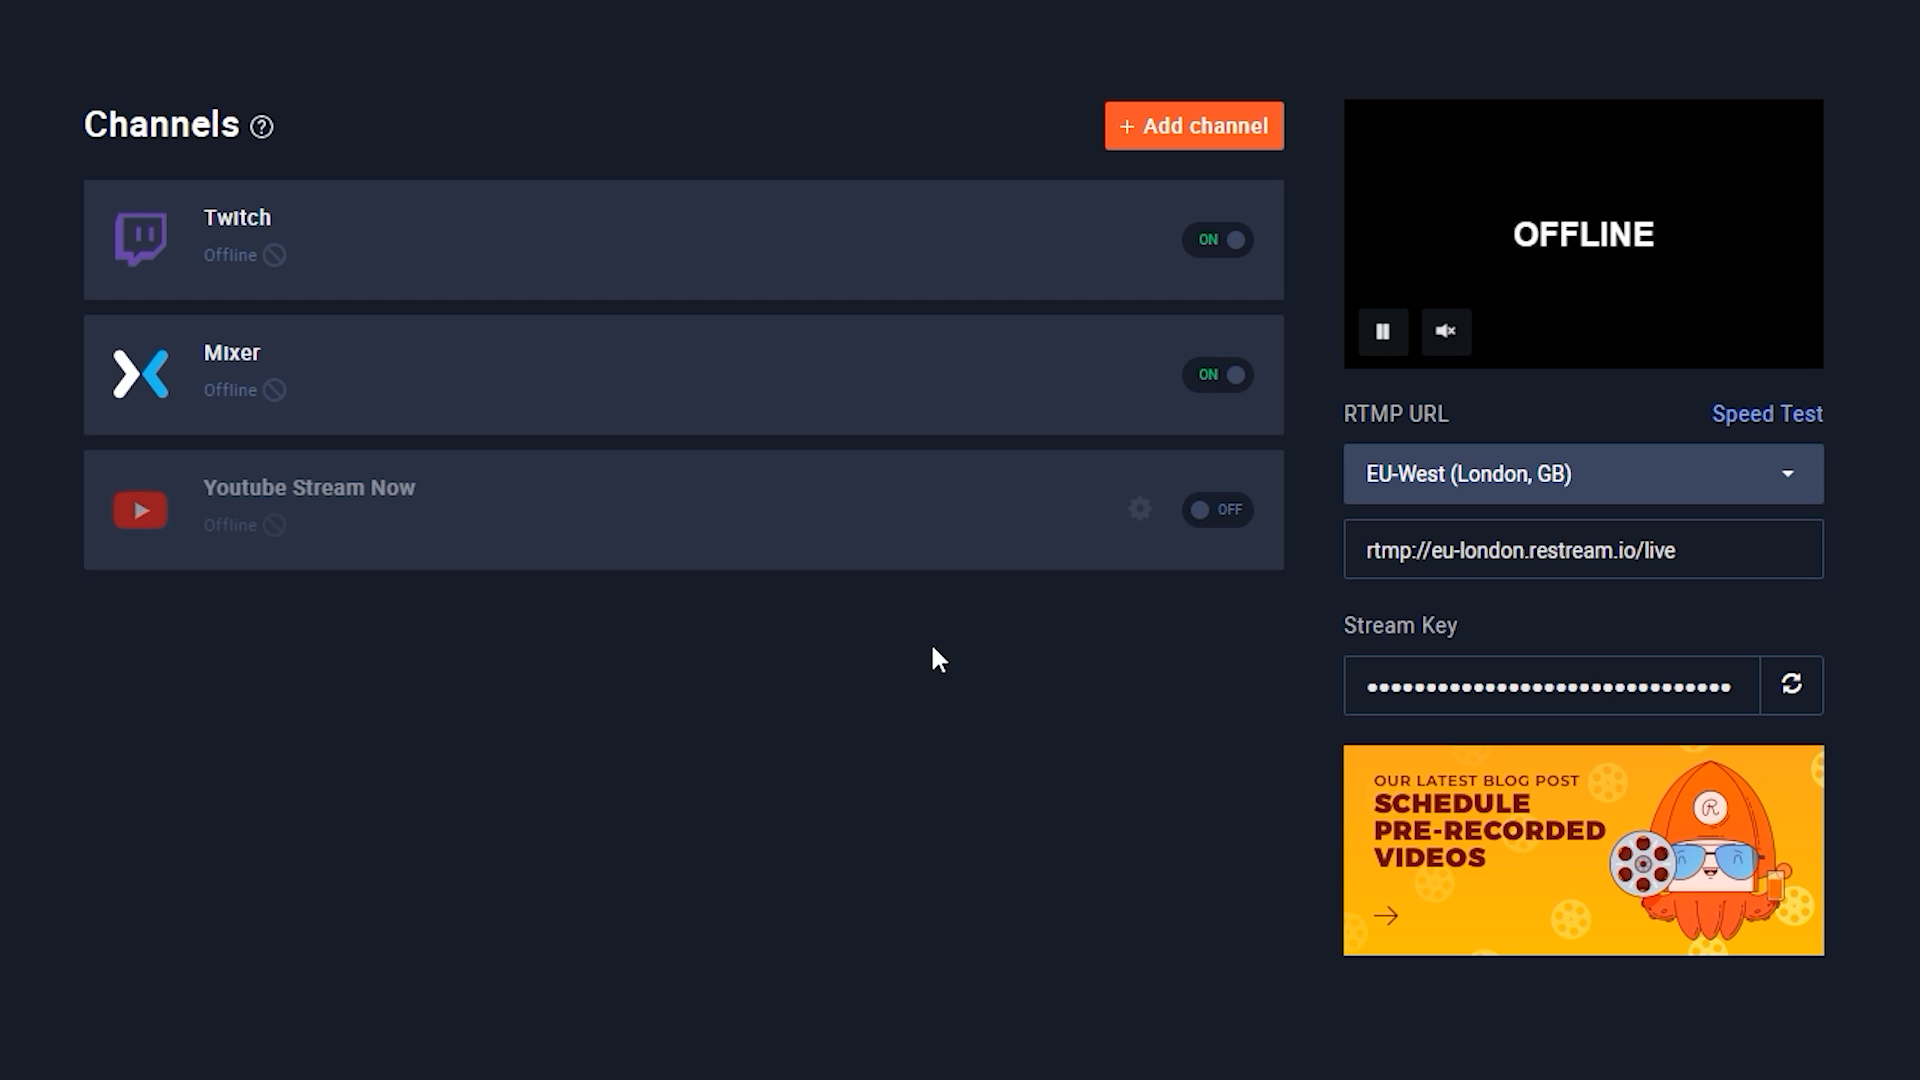 Channels
+ Add channel
Twitch
Offline
ON
Mixer
Offline
ON
Youtube Stream Now
Offline
OFF
OFFLINE
RTMP URL
Speed Test
EU-West (London, GB)
rtmp://eu-london.restream.io/live
Stream Key
•••••••••••••••••••••••••••••••
OUR LATEST BLOG POST
SCHEDULE
PRE-RECORDED
VIDEOS
R